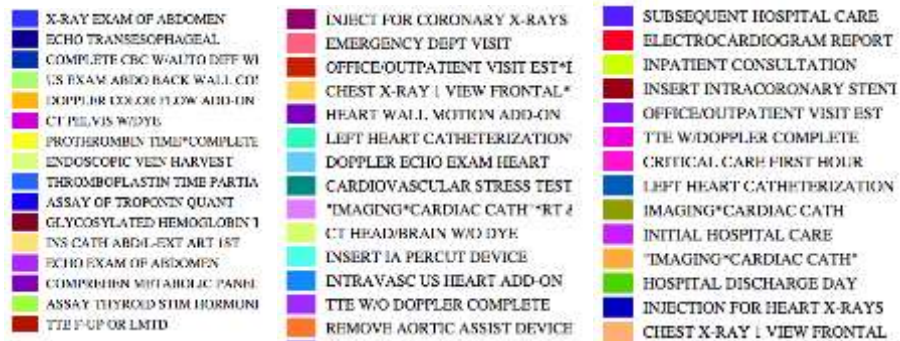 X-RAY EXAM OF ABDOMEN
ECHO TRANSESOPHAGEAL
COMPLETE CBC W/AUTO DIFF WI
US EXAM ABDO BACK WALL CO
DOPPLER COLOR FLOW ADD-ON
CT PELVIS W/DYE
PROTHROMBIN TIME*COMPLETE
ENDOSCOPIC VEIN HARVEST
THROMBOPLASTIN TIME PARTIA
ASSAY OF TROPONIN QUANT
GLYCOSYLATED HEMOGLOBIN T
INS CATH ABD/L-EXT ART 1ST
ECHO EXAM OF ABDOMEN
COMPREHEN METABOLIC PANEL
ASSAY THYROID STIM HORMONE
TTE F-UP OR LMTD
INJECT FOR CORONARY X-RAYS
EMERGENCY DEPT VISIT
OFFICE/OUTPATIENT VISIT EST*I
CHEST X-RAY 1 VIEW FRONTAL*
HEART WALL MOTION ADD-ON
LEFT HEART CATHETERIZATION*
DOPPLER ECHO EXAM HEART
CARDIOVASCULAR STRESS TEST
"IMAGING*CARDIAC CATH"*RT &
CT HEAD/BRAIN W/O DYE
INSERT IA PERCUT DEVICE
INTRAVASC US HEART ADD-ON
TTE W/O DOPPLER COMPLETE
REMOVE AORTIC ASSIST DEVICE
SUBSEQUENT HOSPITAL CARE
ELECTROCARDIOGRAM REPORT
INPATIENT CONSULTATION
INSERT INTRACORONARY STENT
OFFICE/OUTPATIENT VISIT EST
TTE W/DOPPLER COMPLETE
CRITICAL CARE FIRST HOUR
LEFT HEART CATHETERIZATION
IMAGING*CARDIAC CATH
INITIAL HOSPITAL CARE
"IMAGING*CARDIAC CATH"
HOSPITAL DISCHARGE DAY
INJECTION FOR HEART X-RAYS
CHEST X-RAY 1 VIEW FRONTAL